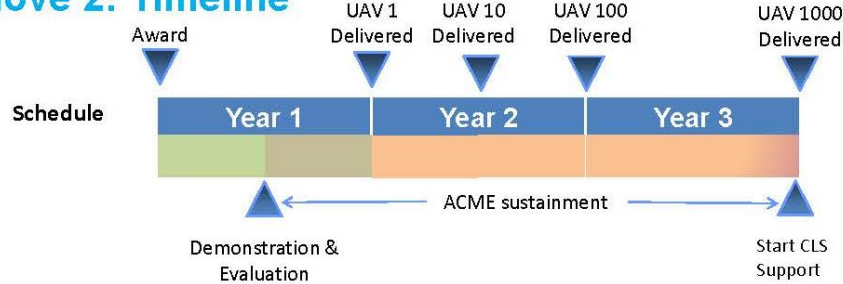 2: Timeline
Award
UAV 1
Delivered
UAV 10
Delivered
UAV 100
Delivered
UAV 1000
Delivered
Schedule
Year 1
Year 2
Year 3
ACME sustainment
Demonstration &
Evaluation
Start CLS
Support